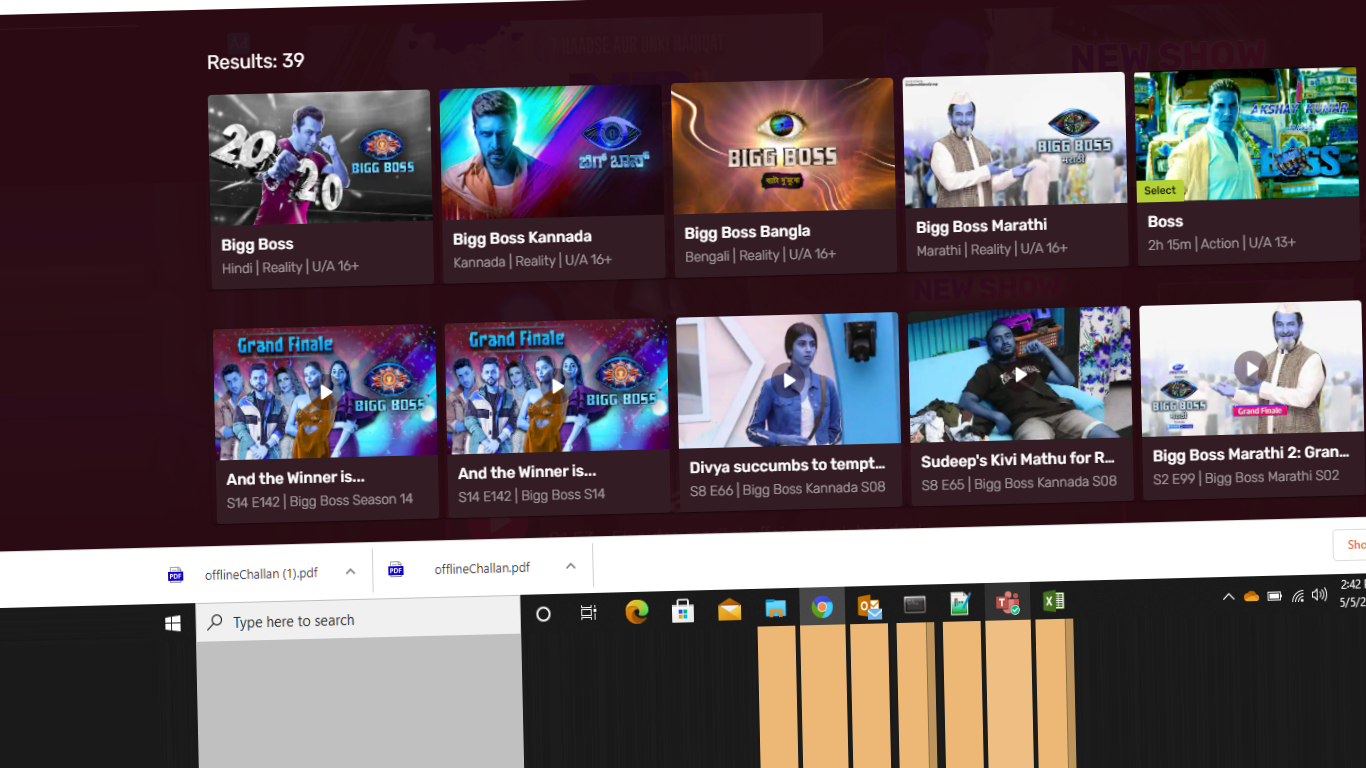 NEW SHOW
Results: 39
20
20
BIGG BOSS
ಬಿಗ್ ಬಾಸ್
BIGG BOSS
BIGG BOSS
मराठी
AKSHAY KUMAR
BOSS
Select
Bigg Boss
Hindi | Reality | U/A 16+
Bigg Boss Kannada
Kannada | Reality | U/A 16+
Bigg Boss Bangla
Bengali | Reality | U/A 16+
Bigg Boss Marathi
Marathi | Reality | U/A 16+
Boss
2h 15m | Action | U/A 13+
NEW SHOW
Grand Finale
BIGG BOSS
Grand Finale
BIGG BOSS
BIGG BOSS
मराठी
Grand Finale
And the Winner is...
S14 E142 | Bigg Boss Season 14
And the Winner is...
S14 E142 | Bigg Boss S14
Divya succumbs to tempt...
S8 E66 | Bigg Boss Kannada S08
Sudeep's Kivi Mathu for R...
S8 E65 | Bigg Boss Kannada S08
Bigg Boss Marathi 2: Gran...
S2 E99 | Bigg Boss Marathi S02
PDF
offlineChallan (1).pdf
PDF
offlineChallan.pdf
Sho
Type here to search
2:42
5/5/2